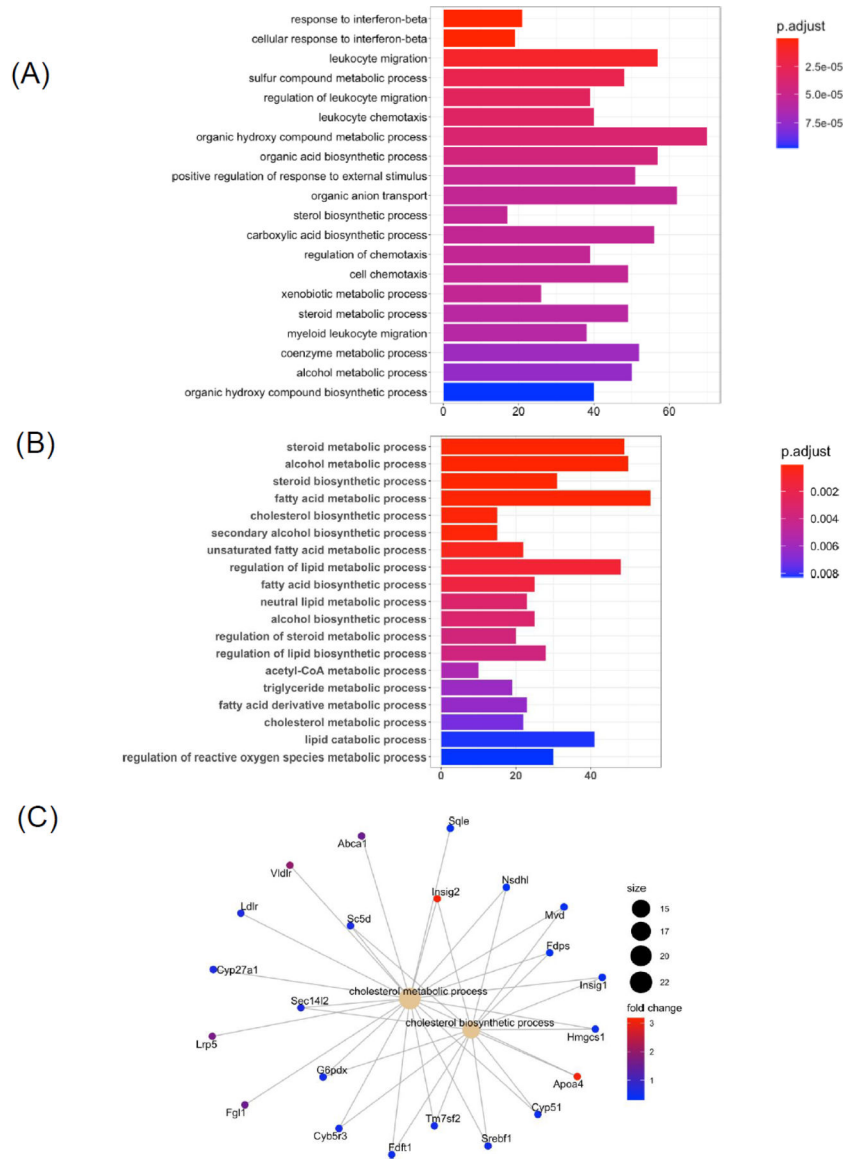 (A)
response to interferon-beta
cellular response to interferon-beta
leukocyte migration
sulfur compound metabolic process
regulation of leukocyte migration
leukocyte chemotaxis
organic hydroxy compound metabolic process
organic acid biosynthetic process
positive regulation of response to external stimulus
organic anion transport
sterol biosynthetic process
carboxylic acid biosynthetic process
regulation of chemotaxis
cell chemotaxis
xenobiotic metabolic process
steroid metabolic process
myeloid leukocyte migration
coenzyme metabolic process
alcohol metabolic process
organic hydroxy compound biosynthetic process
0 20 40 60
p.adjust
2.5e-05
5.0e-05
7.5e-05
(B)
steroid metabolic process
alcohol metabolic process
steroid biosynthetic process
fatty acid metabolic process
cholesterol biosynthetic process
secondary alcohol biosynthetic process
unsaturated fatty acid metabolic process
regulation of lipid metabolic process
fatty acid biosynthetic process
neutral lipid metabolic process
alcohol biosynthetic process
regulation of steroid metabolic process
regulation of lipid biosynthetic process
acetyl-CoA metabolic process
triglyceride metabolic process
fatty acid derivative metabolic process
cholesterol metabolic process
lipid catabolic process
regulation of reactive oxygen species metabolic process
0 20 40
p.adjust
0.002
0.004
0.006
0.008
(C)
Sqle
Abca1
Vldlr
Insig2
Nsdhl
Ldlr
Sc5d
Mvd
Fdps
Cyp27a1
Insig1
cholesterol metabolic process
Sec14l2
cholesterol biosynthetic process
Hmgcs1
Lrp5
G6pdx
Apoa4
Fgl1
Cyp51
Tm7sf2
Cyb5r3
Srebf1
Fdft1
size
15
17
20
22
fold change
3
2
1